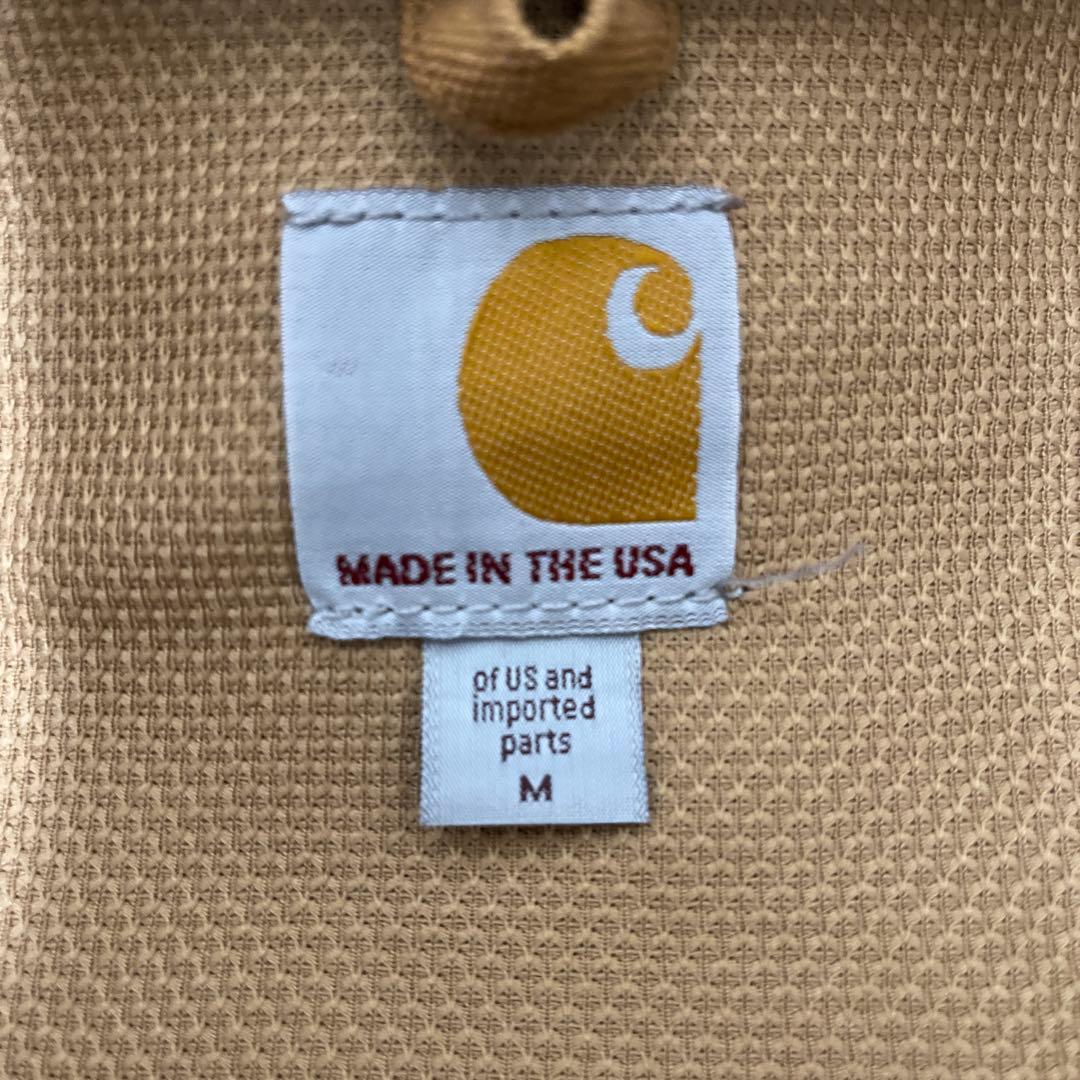 MADE IN THE USA
of US and
imported
parts
M